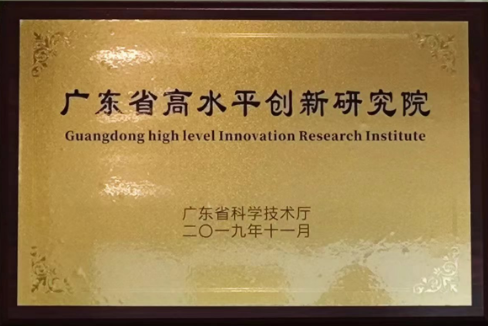 广东省高水平创新研究院
Guangdong high level Innovation Research Institute
广东省科学技术厅
二〇一九年十一月